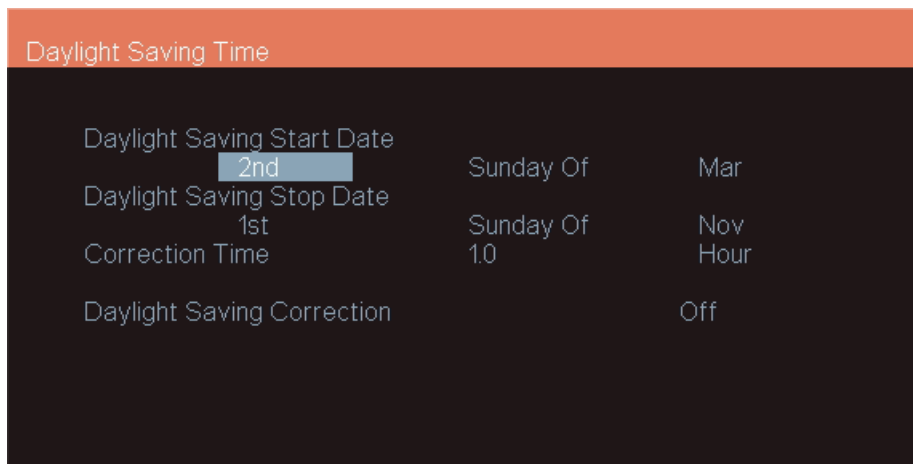 Daylight Saving Time
Daylight Saving Start Date
2nd Sunday Of Mar
Daylight Saving Stop Date
1st Sunday Of Nov
Correction Time 1.0 Hour
Daylight Saving Correction Off